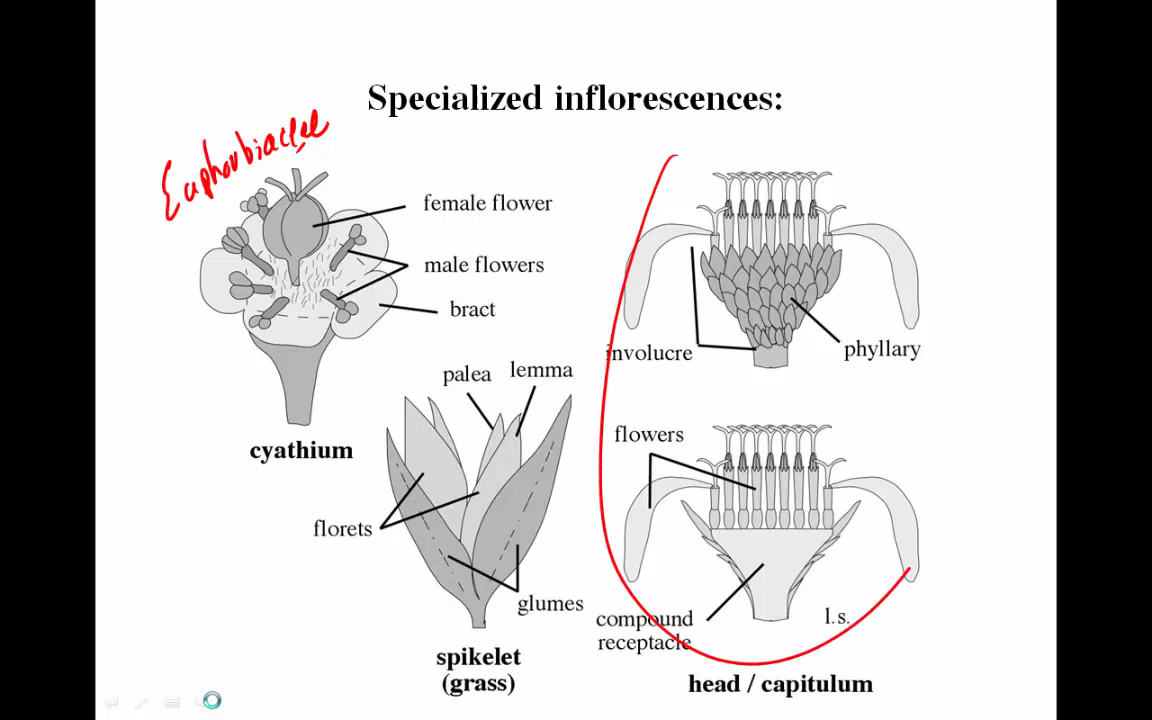 Specialized inflorescences:
Euphorbiaceae
female flower
male flowers
bract
cyathium
palea
lemma
florets
glumes
spikelet
(grass)
involucre
phyllary
flowers
compound
receptacle
l.s.
head / capitulum